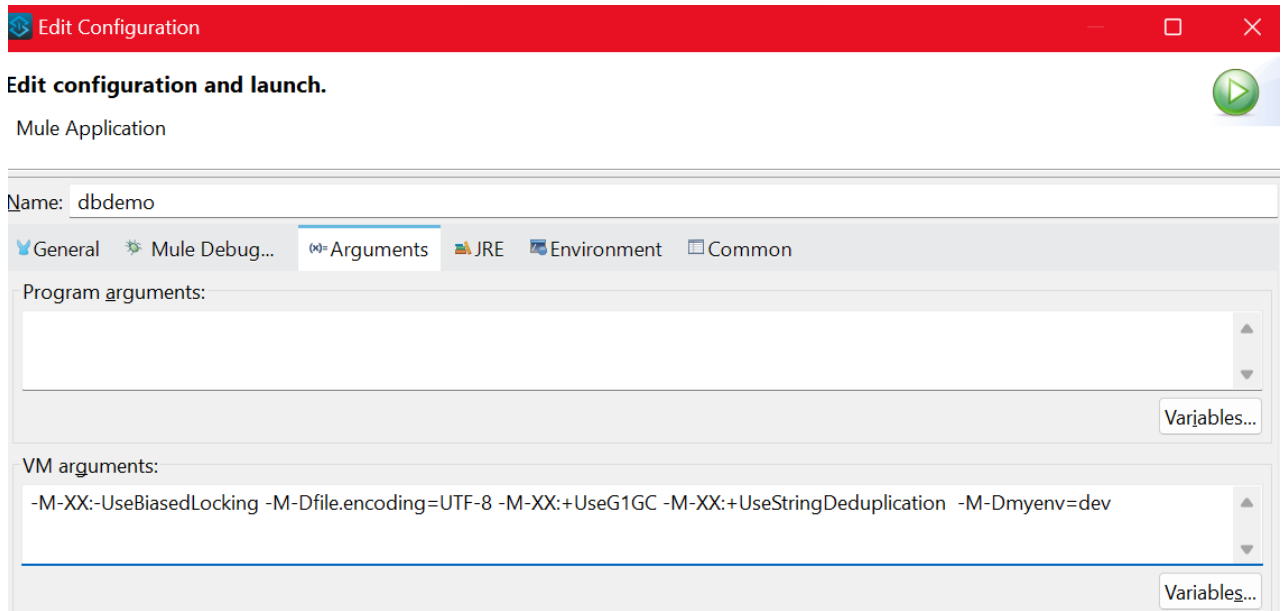 Edit Configuration
Edit configuration and launch.
Mule Application
Name: dbdemo
General Mule Debug... (x)= Arguments JRE Environment Common
Program arguments:
Variables...
VM arguments:
-M-XX:-UseBiasedLocking -M-Dfile.encoding=UTF-8 -M-XX:+UseG1GC -M-XX:+UseStringDeduplication  -M-Dmyenv=dev
Variables...